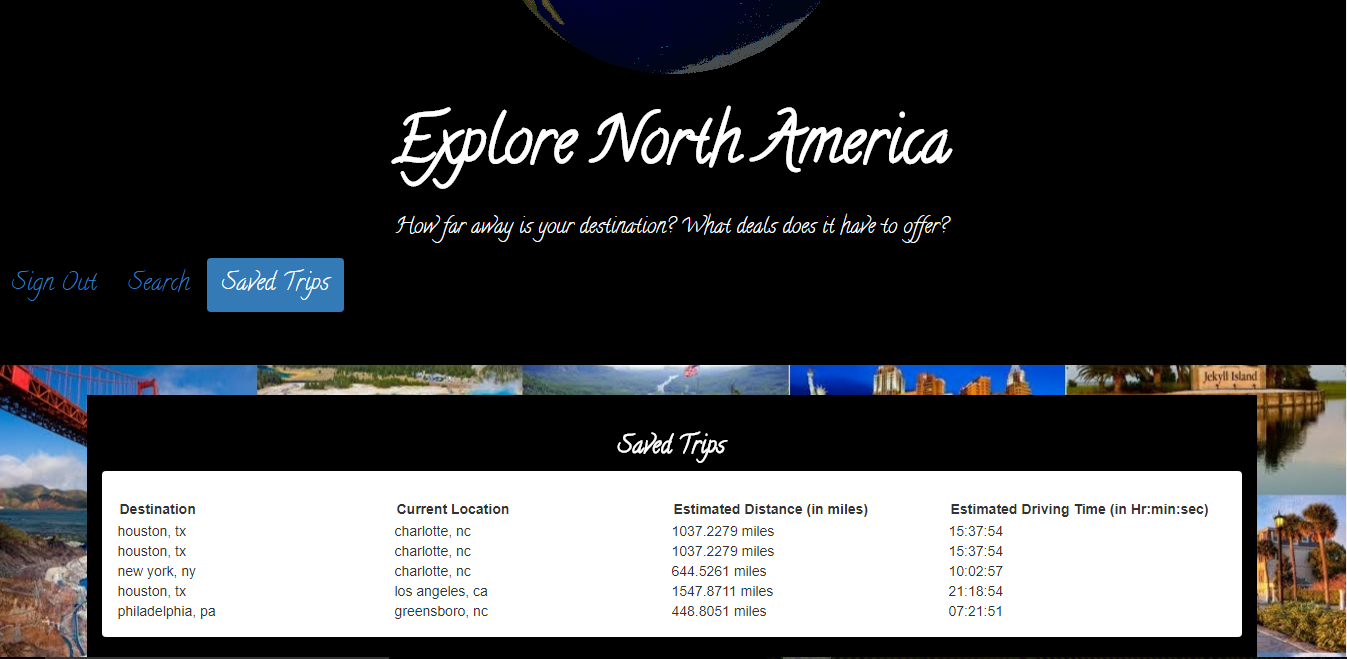 Explore North America
How far away is your destination? What deals does it have to offer?
Sign Out Search Saved Trips
Jekyll Island
Saved Trips
Destination Current Location Estimated Distance (in miles) Estimated Driving Time (in Hr:min:sec)
houston, tx charlotte, nc 1037.2279 miles 15:37:54
houston, tx charlotte, nc 1037.2279 miles 15:37:54
new york, ny charlotte, nc 644.5261 miles 10:02:57
houston, tx los angeles, ca 1547.8711 miles 21:18:54
philadelphia, pa greensboro, nc 448.8051 miles 07:21:51